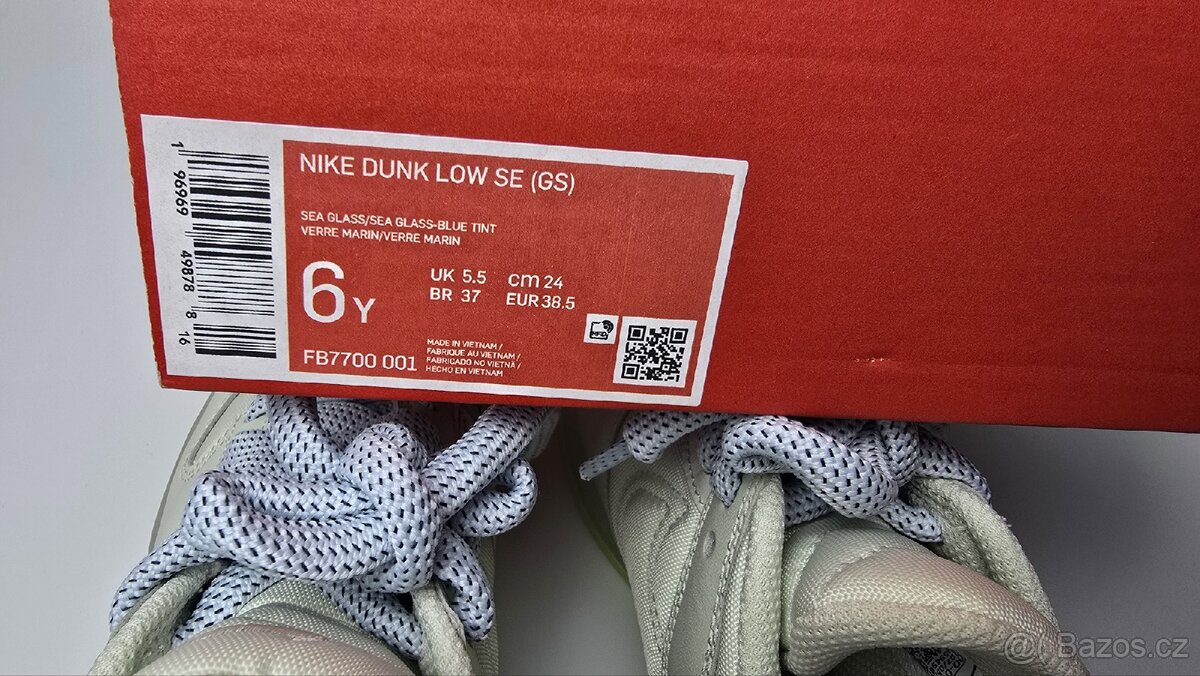 NIKE DUNK LOW SE (GS)
SEA GLASS/SEA GLASS-BLUE TINT
VERRE MARIN/VERRE MARIN
6Y
UK 5.5 cm 24
BR 37 EUR 38.5
FB7700 001
MADE IN VIETNAM /
FABRIQUE AU VIETNAM /
FABRICADO NO VIETNÃ /
HECHO EN VIETNAM
1 96969 49878 8 16
Bazos.cz